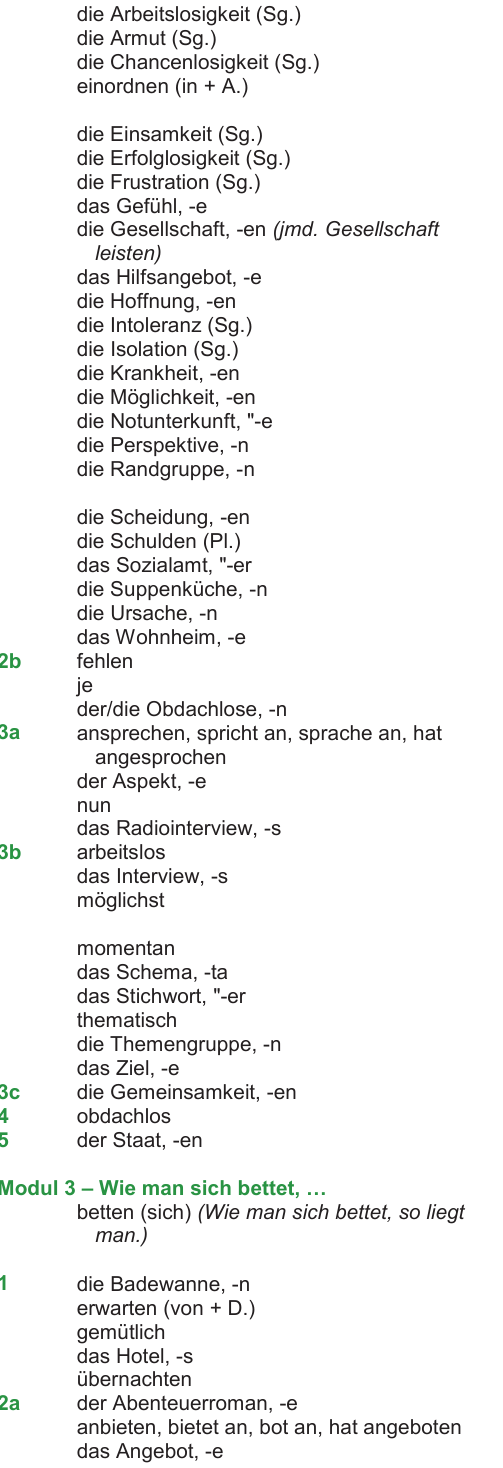 die Arbeitslosigkeit (Sg.)
die Armut (Sg.)
die Chancenlosigkeit (Sg.)
einordnen (in + A.)
die Einsamkeit (Sg.)
die Erfolglosigkeit (Sg.)
die Frustration (Sg.)
das Gefühl, -e
die Gesellschaft, -en (jmd. Gesellschaft
leisten)
das Hilfsangebot, -e
die Hoffnung, -en
die Intoleranz (Sg.)
die Isolation (Sg.)
die Krankheit, -en
die Möglichkeit, -en
die Notunterkunft, "-e
die Perspektive, -n
die Randgruppe, -n
die Scheidung, -en
die Schulden (Pl.)
das Sozialamt, "-er
die Suppenküche, -n
die Ursache, -n
das Wohnheim, -e
2b fehlen
je
der/die Obdachlose, -n
3a ansprechen, spricht an, sprache an, hat
angesprochen
der Aspekt, -e
nun
das Radiointerview, -s
3b arbeitslos
das Interview, -s
möglichst
momentan
das Schema, -ta
das Stichwort, "-er
thematisch
die Themengruppe, -n
das Ziel, -e
3c die Gemeinsamkeit, -en
4 obdachlos
5 der Staat, -en
Modul 3 – Wie man sich bettet, …
betten (sich) (Wie man sich bettet, so liegt
man.)
1 die Badewanne, -n
erwarten (von + D.)
gemütlich
das Hotel, -s
übernachten
2a der Abenteuerroman, -e
anbieten, bietet an, bot an, hat angeboten
das Angebot, -e